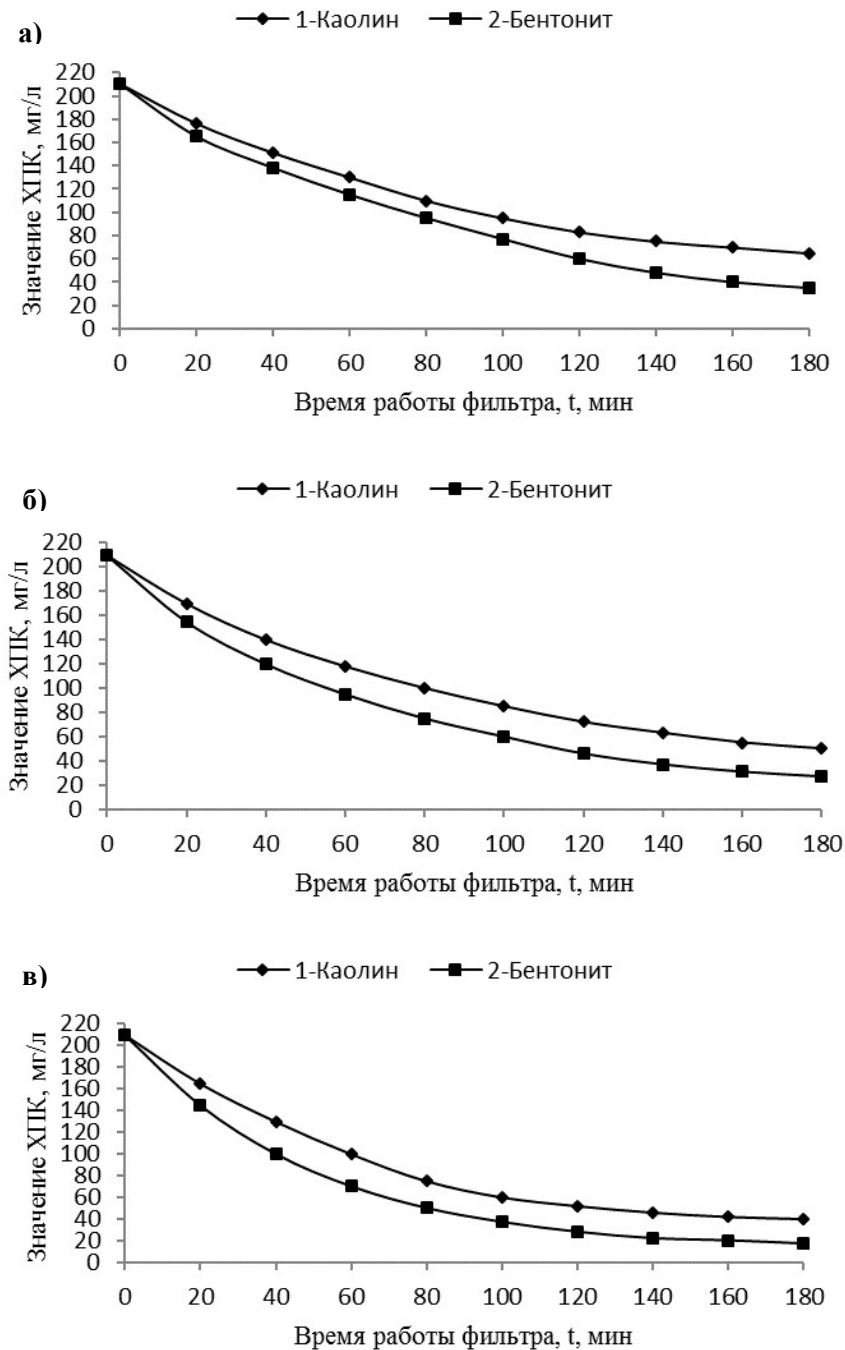 а)
1-Каолин 2-Бентонит
Значение ХПК, мг/л
220
200
180
160
140
120
100
80
60
40
20
0
0 20 40 60 80 100 120 140 160 180
Время работы фильтра, t, мин
б)
1-Каолин 2-Бентонит
Значение ХПК, мг/л
220
200
180
160
140
120
100
80
60
40
20
0
0 20 40 60 80 100 120 140 160 180
Время работы фильтра, t, мин
в)
1-Каолин 2-Бентонит
Значение ХПК, мг/л
220
200
180
160
140
120
100
80
60
40
20
0
0 20 40 60 80 100 120 140 160 180
Время работы фильтра, t, мин